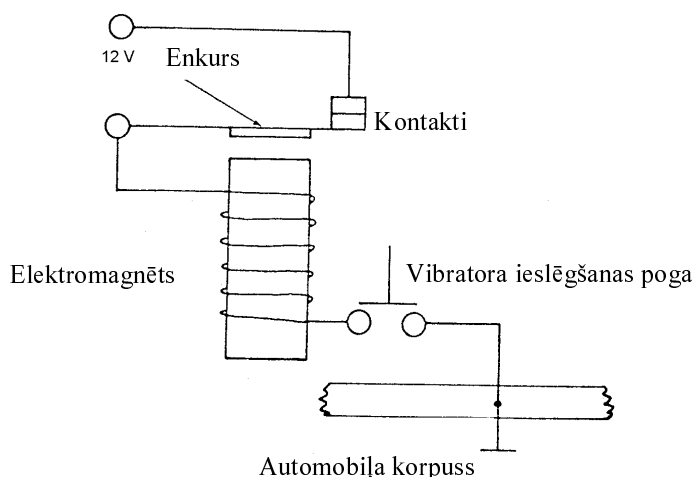 12 V
Enkurs
Kontakti
Elektromagnēts
Vibratora ieslēgšanas poga
Automobiļa korpuss